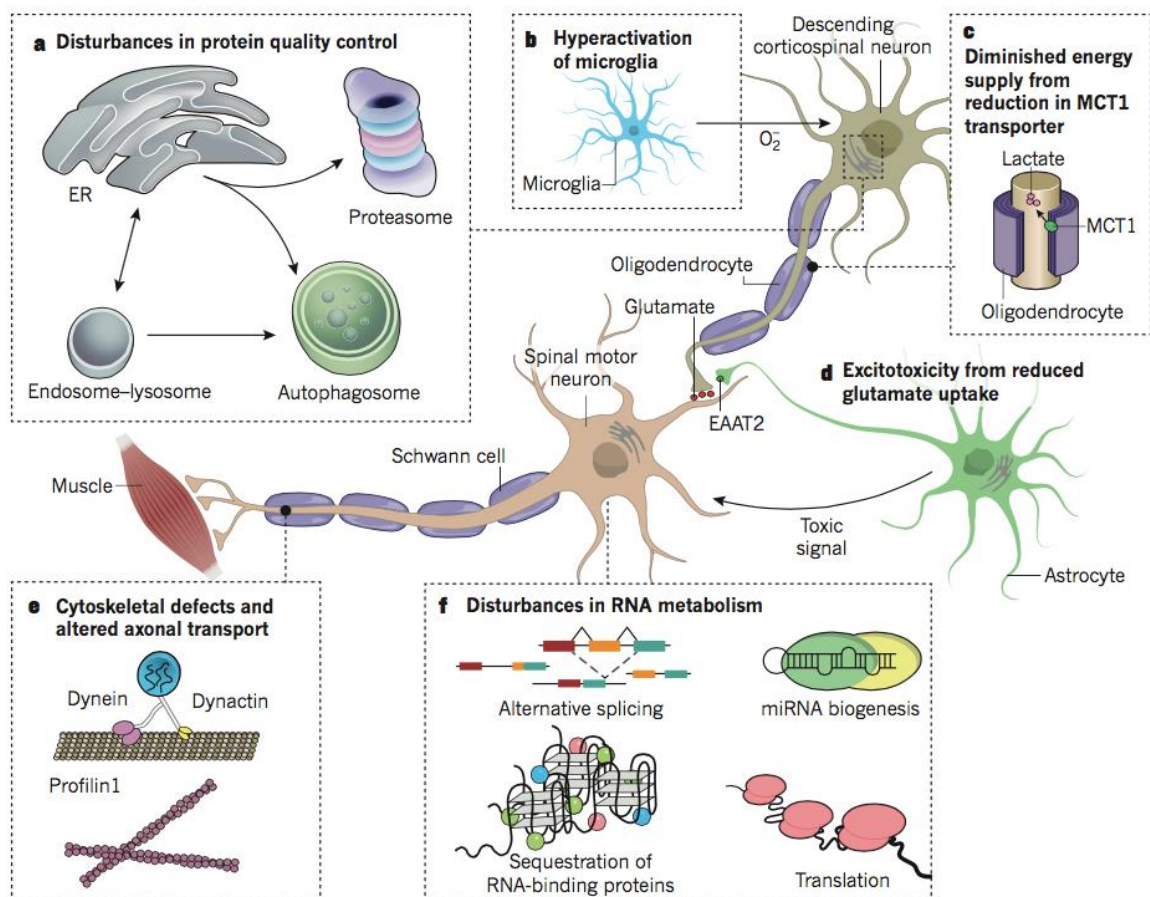 a Disturbances in protein quality control
ER
Proteasome
Endosome–lysosome
Autophagosome
b Hyperactivation
of microglia
Microglia
O₂⁻
Descending
corticospinal neuron
c
Diminished energy
supply from
reduction in MCT1
transporter
Lactate
MCT1
Oligodendrocyte
Oligodendrocyte
Glutamate
Spinal motor
neuron
EAAT2
d Excitotoxicity from reduced
glutamate uptake
Schwann cell
Muscle
Toxic
signal
Astrocyte
e Cytoskeletal defects and
altered axonal transport
Dynein
Dynactin
Profilin1
f Disturbances in RNA metabolism
Alternative splicing
miRNA biogenesis
Sequestration of
RNA-binding proteins
Translation